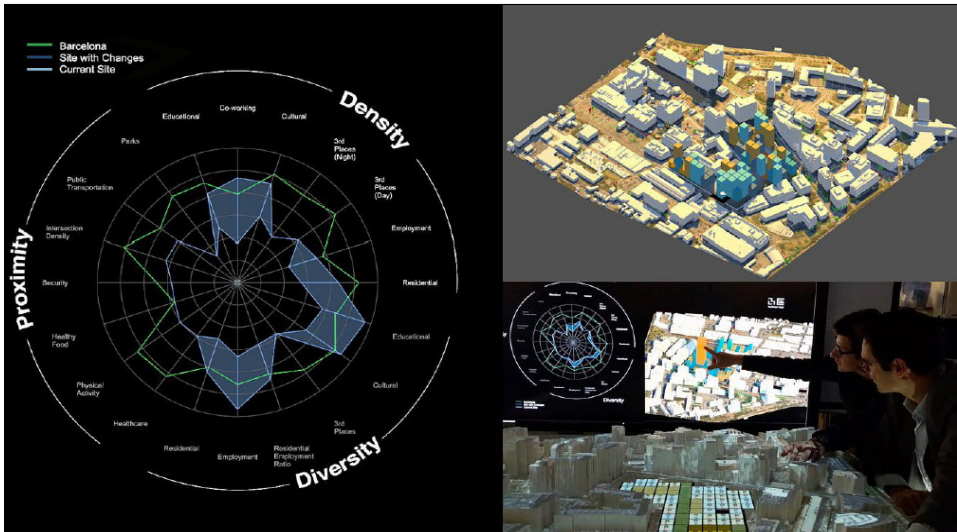 Barcelona
Site with Changes
Current Site
Density
Co-working
Educational
Cultural
Parks
3rd
Places
(Night)
Public
Transportation
3rd
Places
(Day)
Intersection
Density
Employment
Proximity
Security
Residential
Healthy
Food
Educational
Physical
Activity
Cultural
Healthcare
3rd
Places
Residential
Employment
Residential
Employment
Ratio
Diversity
Diversity